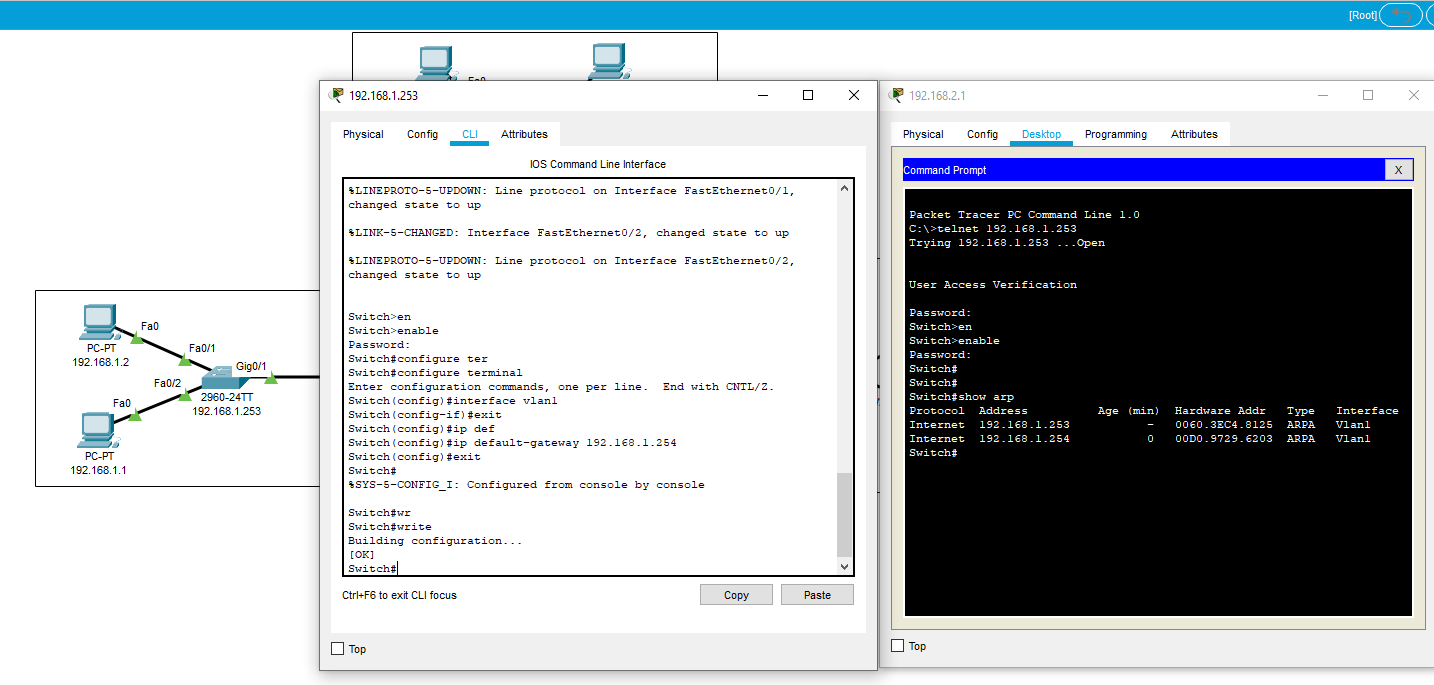 [Root]
Fa0
192.168.1.253
Physical Config CLI Attributes
IOS Command Line Interface
%LINEPROTO-5-UPDOWN: Line protocol on Interface FastEthernet0/1,
changed state to up
%LINK-5-CHANGED: Interface FastEthernet0/2, changed state to up
%LINEPROTO-5-UPDOWN: Line protocol on Interface FastEthernet0/2,
changed state to up
Switch>en
Switch>enable
Password:
Switch#configure ter
Switch#configure terminal
Enter configuration commands, one per line.  End with CNTL/Z.
Switch(config)#interface vlan1
Switch(config-if)#exit
Switch(config)#ip def
Switch(config)#ip default-gateway 192.168.1.254
Switch(config)#exit
Switch#
%SYS-5-CONFIG_I: Configured from console by console
Switch#wr
Switch#write
Building configuration...
[OK]
Switch#
Ctrl+F6 to exit CLI focus
Copy
Paste
Top
192.168.2.1
Physical Config Desktop Programming Attributes
Command Prompt
X
Packet Tracer PC Command Line 1.0
C:\>telnet 192.168.1.253
Trying 192.168.1.253 ...Open
User Access Verification
Password:
Switch>en
Switch>enable
Password:
Switch#
Switch#
Switch#show arp
Protocol  Address  Age (min)  Hardware Addr  Type  Interface
Internet  192.168.1.253  -  0060.3EC4.8125  ARPA  Vlan1
Internet  192.168.1.254  0  00D0.9729.6203  ARPA  Vlan1
Switch#
Top
Fa0
PC-PT
192.168.1.2
Fa0/1
Gig0/1
Fa0/2
2960-24TT
192.168.1.253
Fa0
PC-PT
192.168.1.1